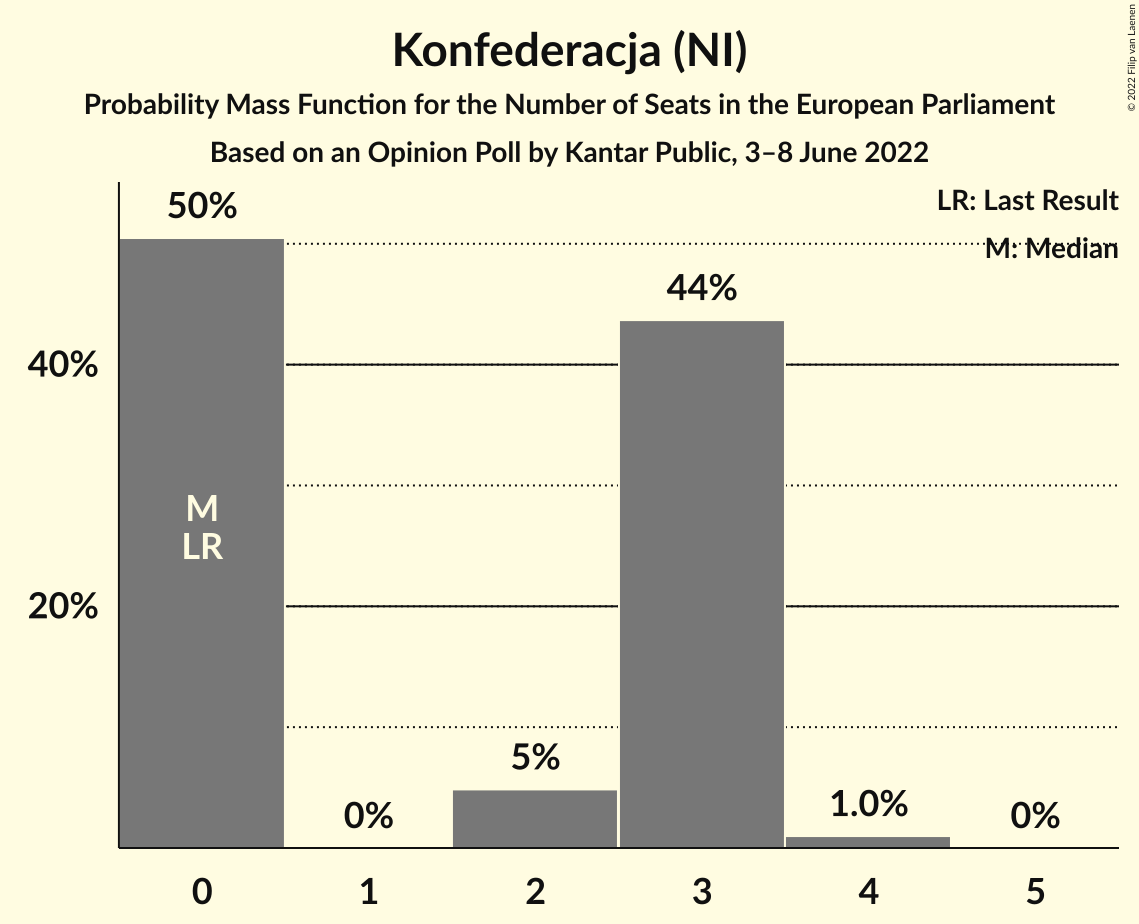 Konfederacja (NI)
Probability Mass Function for the Number of Seats in the European Parliament
Based on an Opinion Poll by Kantar Public, 3–8 June 2022
© 2022 Filip van Laenen
LR: Last Result
M: Median
50%
44%
40%
M
LR
20%
5%
0%
1.0%
0%
0 1 2 3 4 5